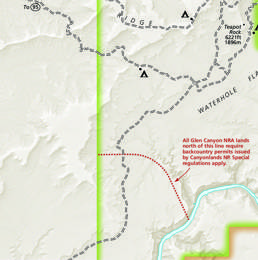 DGE
To 95
Teapot
Rock
6221ft
1896m
WATERHOLE FLA
All Glen Canyon NRA lands
north of this line require
backcountry permits issued
by Canyonlands NP. Special
regulations apply.